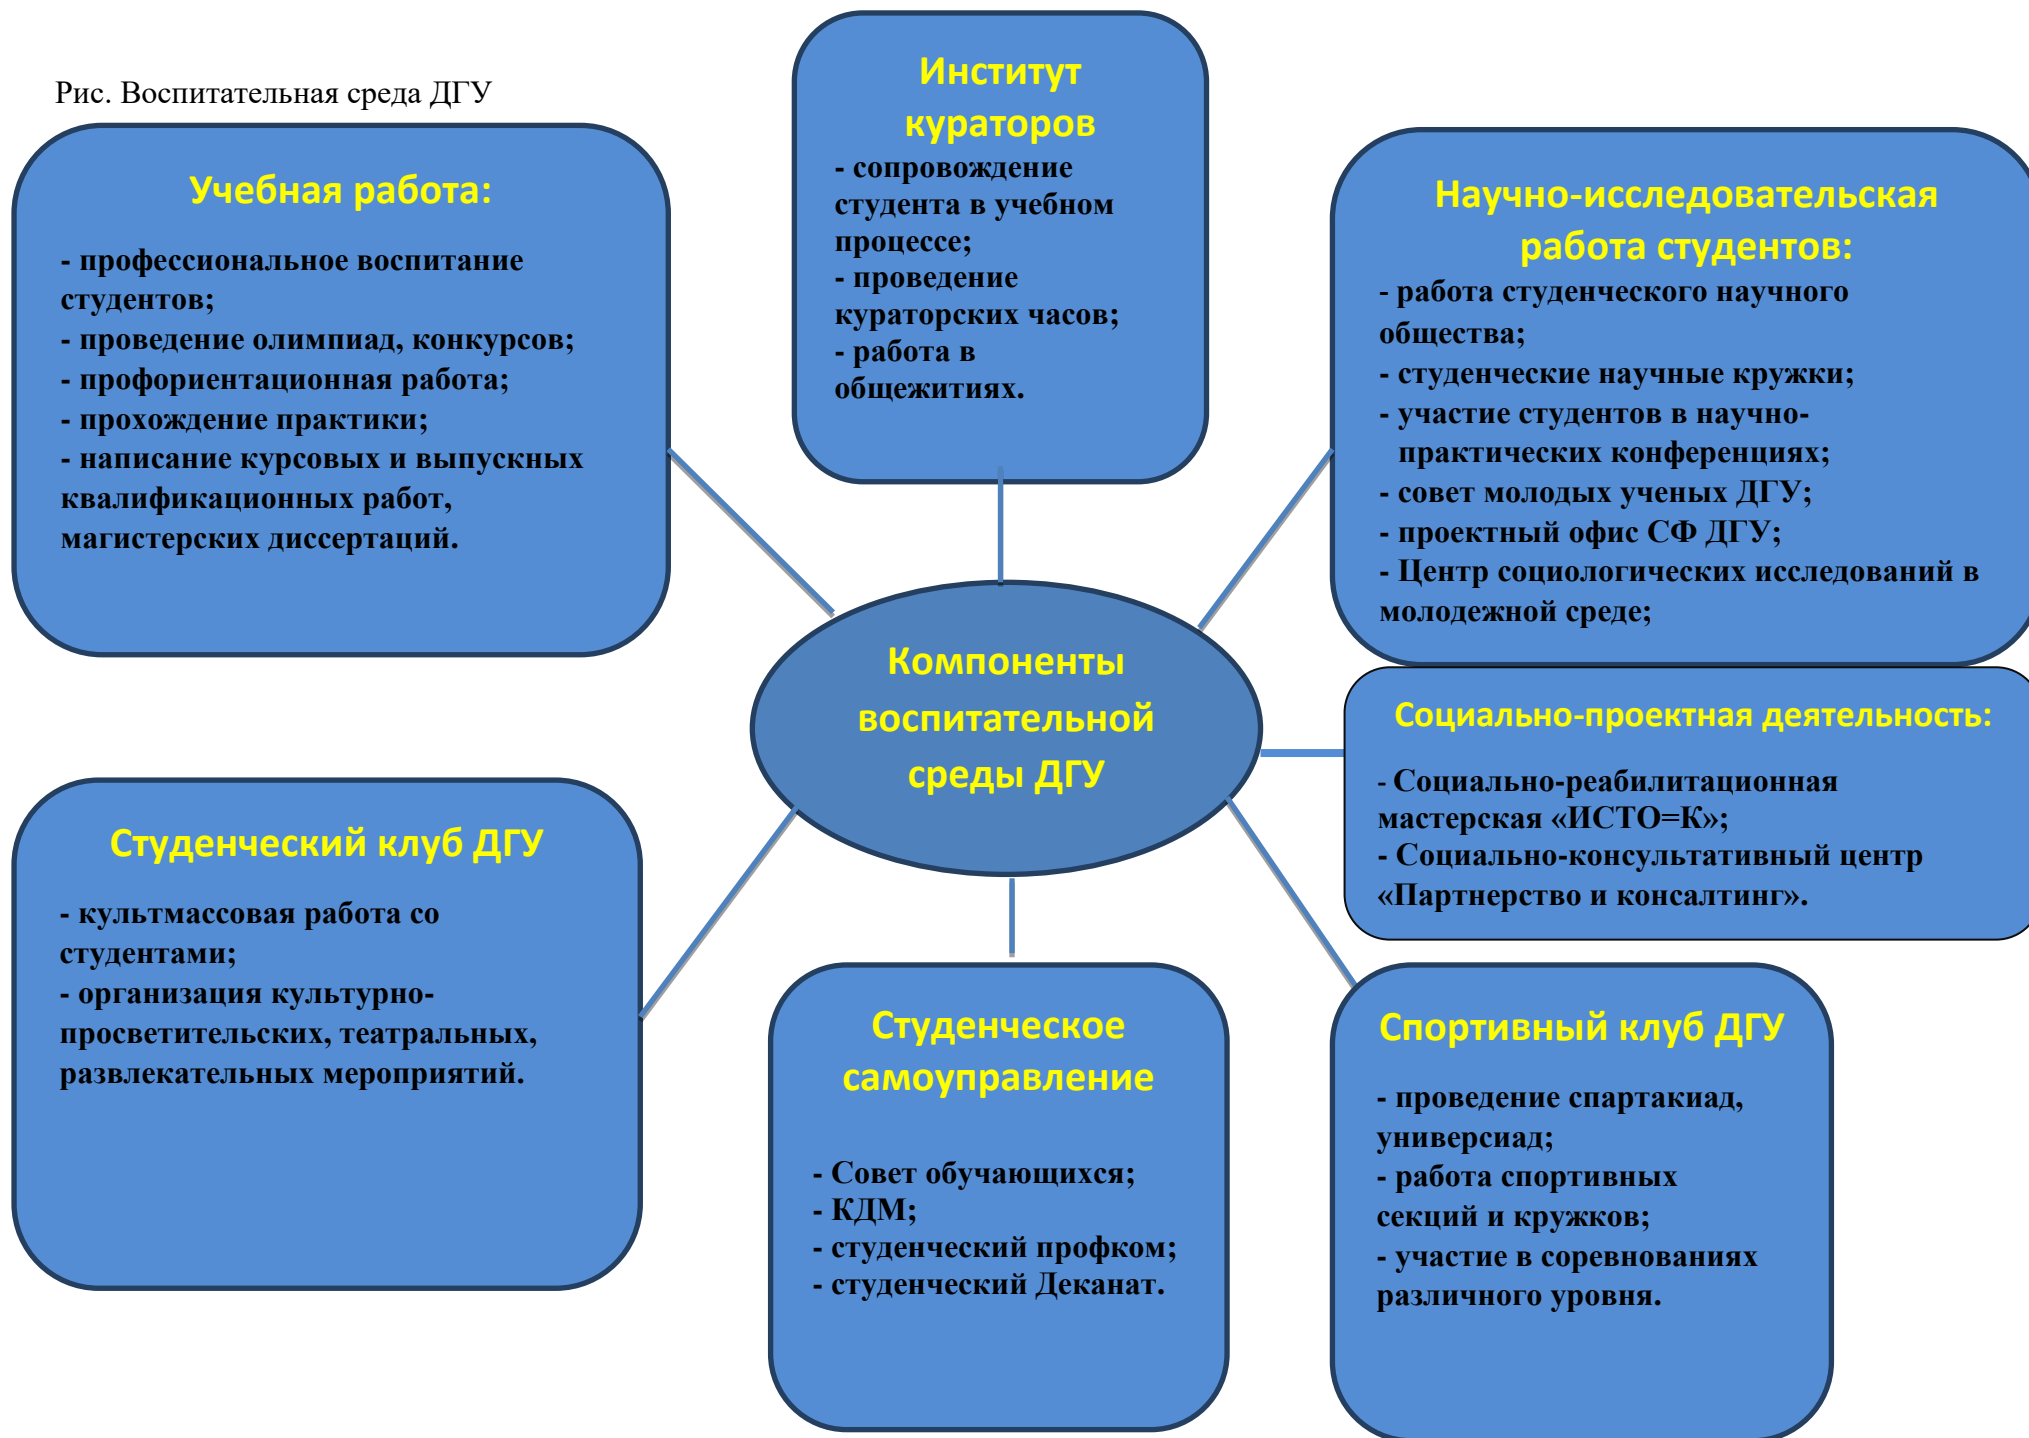 Рис. Воспитательная среда ДГУ
Учебная работа:
- профессиональное воспитание
студентов;
- проведение олимпиад, конкурсов;
- профориентационная работа;
- прохождение практики;
- написание курсовых и выпускных
квалификационных работ,
магистерских диссертаций.
Институт
кураторов
- сопровождение
студента в учебном
процессе;
- проведение
кураторских часов;
- работа в
общежитиях.
Научно-исследовательская
работа студентов:
- работа студенческого научного
общества;
- студенческие научные кружки;
- участие студентов в научно-
практических конференциях;
- совет молодых ученых ДГУ;
- проектный офис СФ ДГУ;
- Центр социологических исследований в
молодежной среде;
Компоненты
воспитательной
среды ДГУ
Социально-проектная деятельность:
- Социально-реабилитационная
мастерская «ИСТО=К»;
- Социально-консультативный центр
«Партнерство и консалтинг».
Студенческий клуб ДГУ
- культмассовая работа со
студентами;
- организация культурно-
просветительских, театральных,
развлекательных мероприятий.
Студенческое
самоуправление
- Совет обучающихся;
- КДМ;
- студенческий профком;
- студенческий Деканат.
Спортивный клуб ДГУ
- проведение спартакиад,
универсиад;
- работа спортивных
секций и кружков;
- участие в соревнованиях
различного уровня.